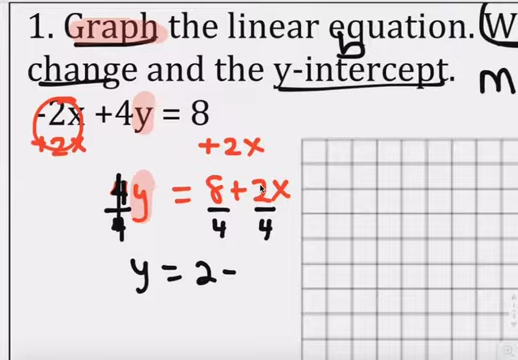 1. Graph the linear equation. W
b
change and the y-intercept. m
-2x +4y = 8
+2x +2x
4y = 8+2x
4 4 4
y = 2 -